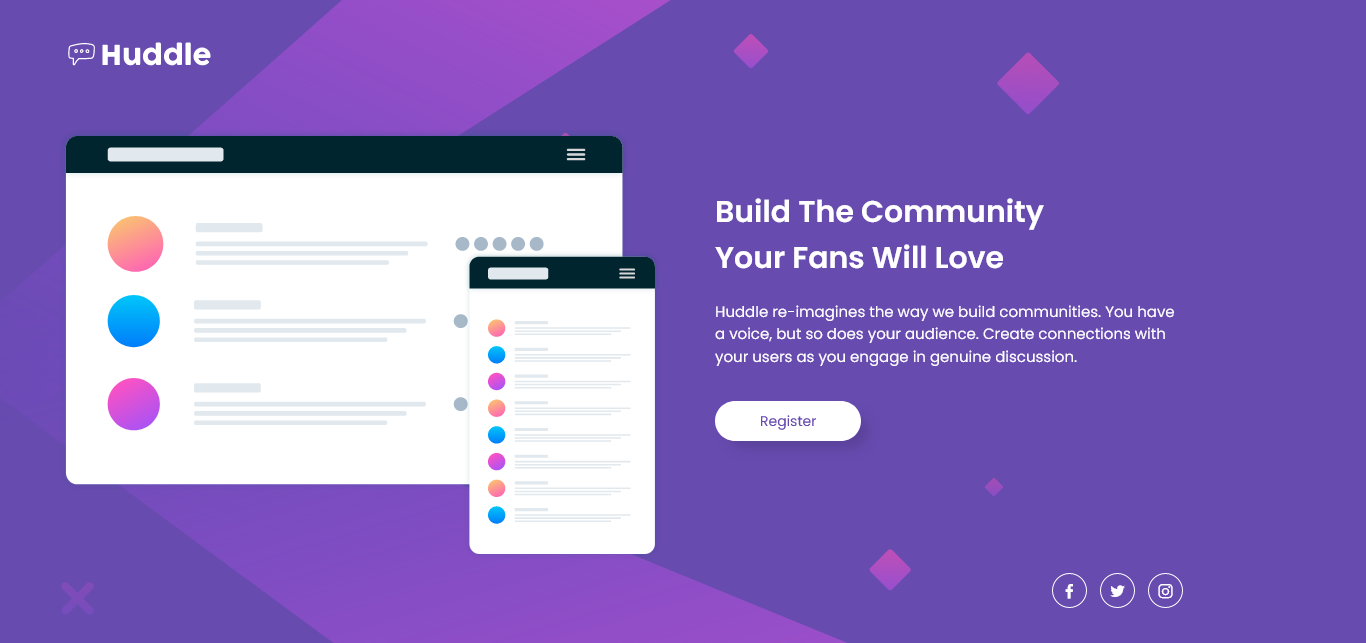 Huddle
Build The Community
Your Fans Will Love
Huddle re-imagines the way we build communities. You have
a voice, but so does your audience. Create connections with
your users as you engage in genuine discussion.
Register